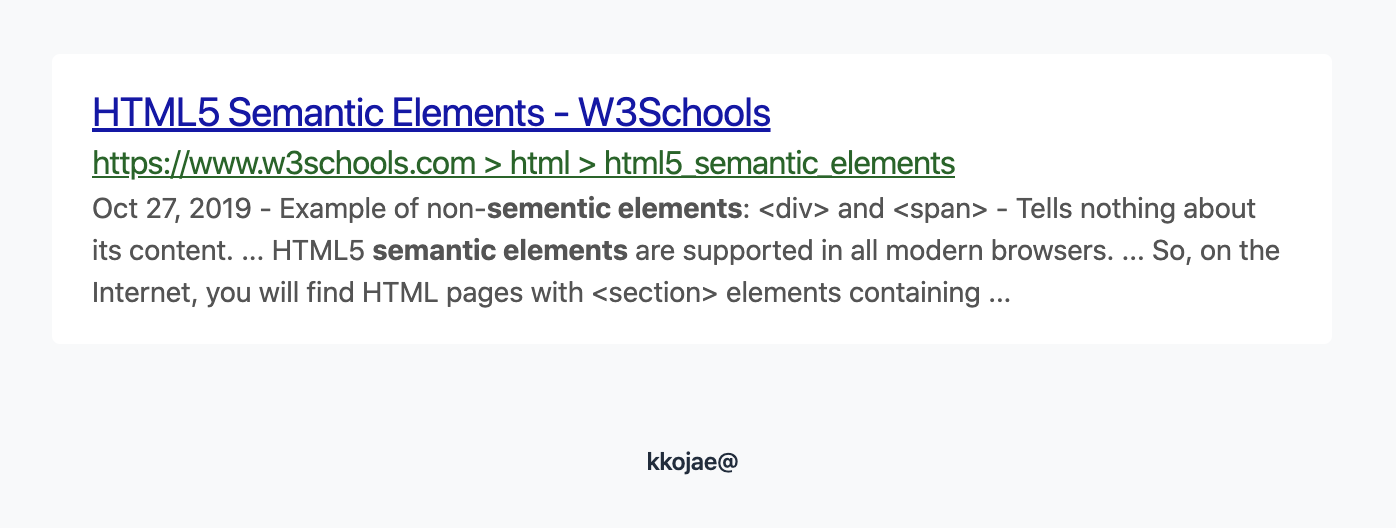 HTML5 Semantic Elements - W3Schools
https://www.w3schools.com > html > html5_semantic_elements
Oct 27, 2019 - Example of non-sementic elements: <div> and <span> - Tells nothing about
its content. ... HTML5 semantic elements are supported in all modern browsers. ... So, on the
Internet, you will find HTML pages with <section> elements containing ...
kkojae@